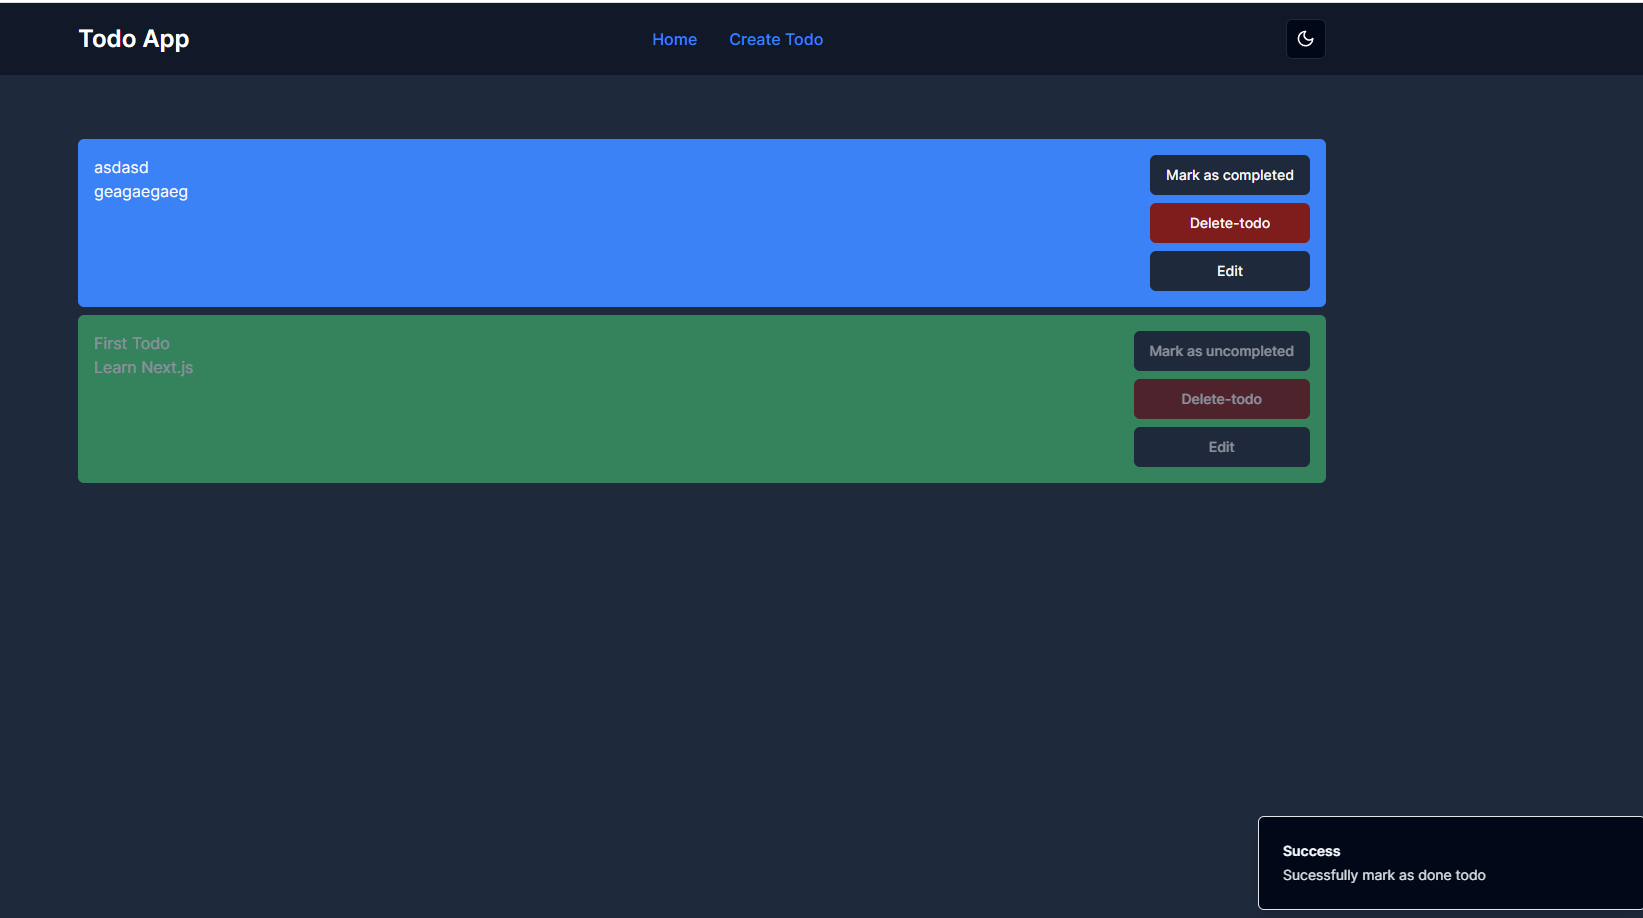 Todo App
Home
Create Todo
asdasd
geagaegaeg
Mark as completed
Delete-todo
Edit
First Todo
Learn Next.js
Mark as uncompleted
Delete-todo
Edit
Success
Sucessfully mark as done todo